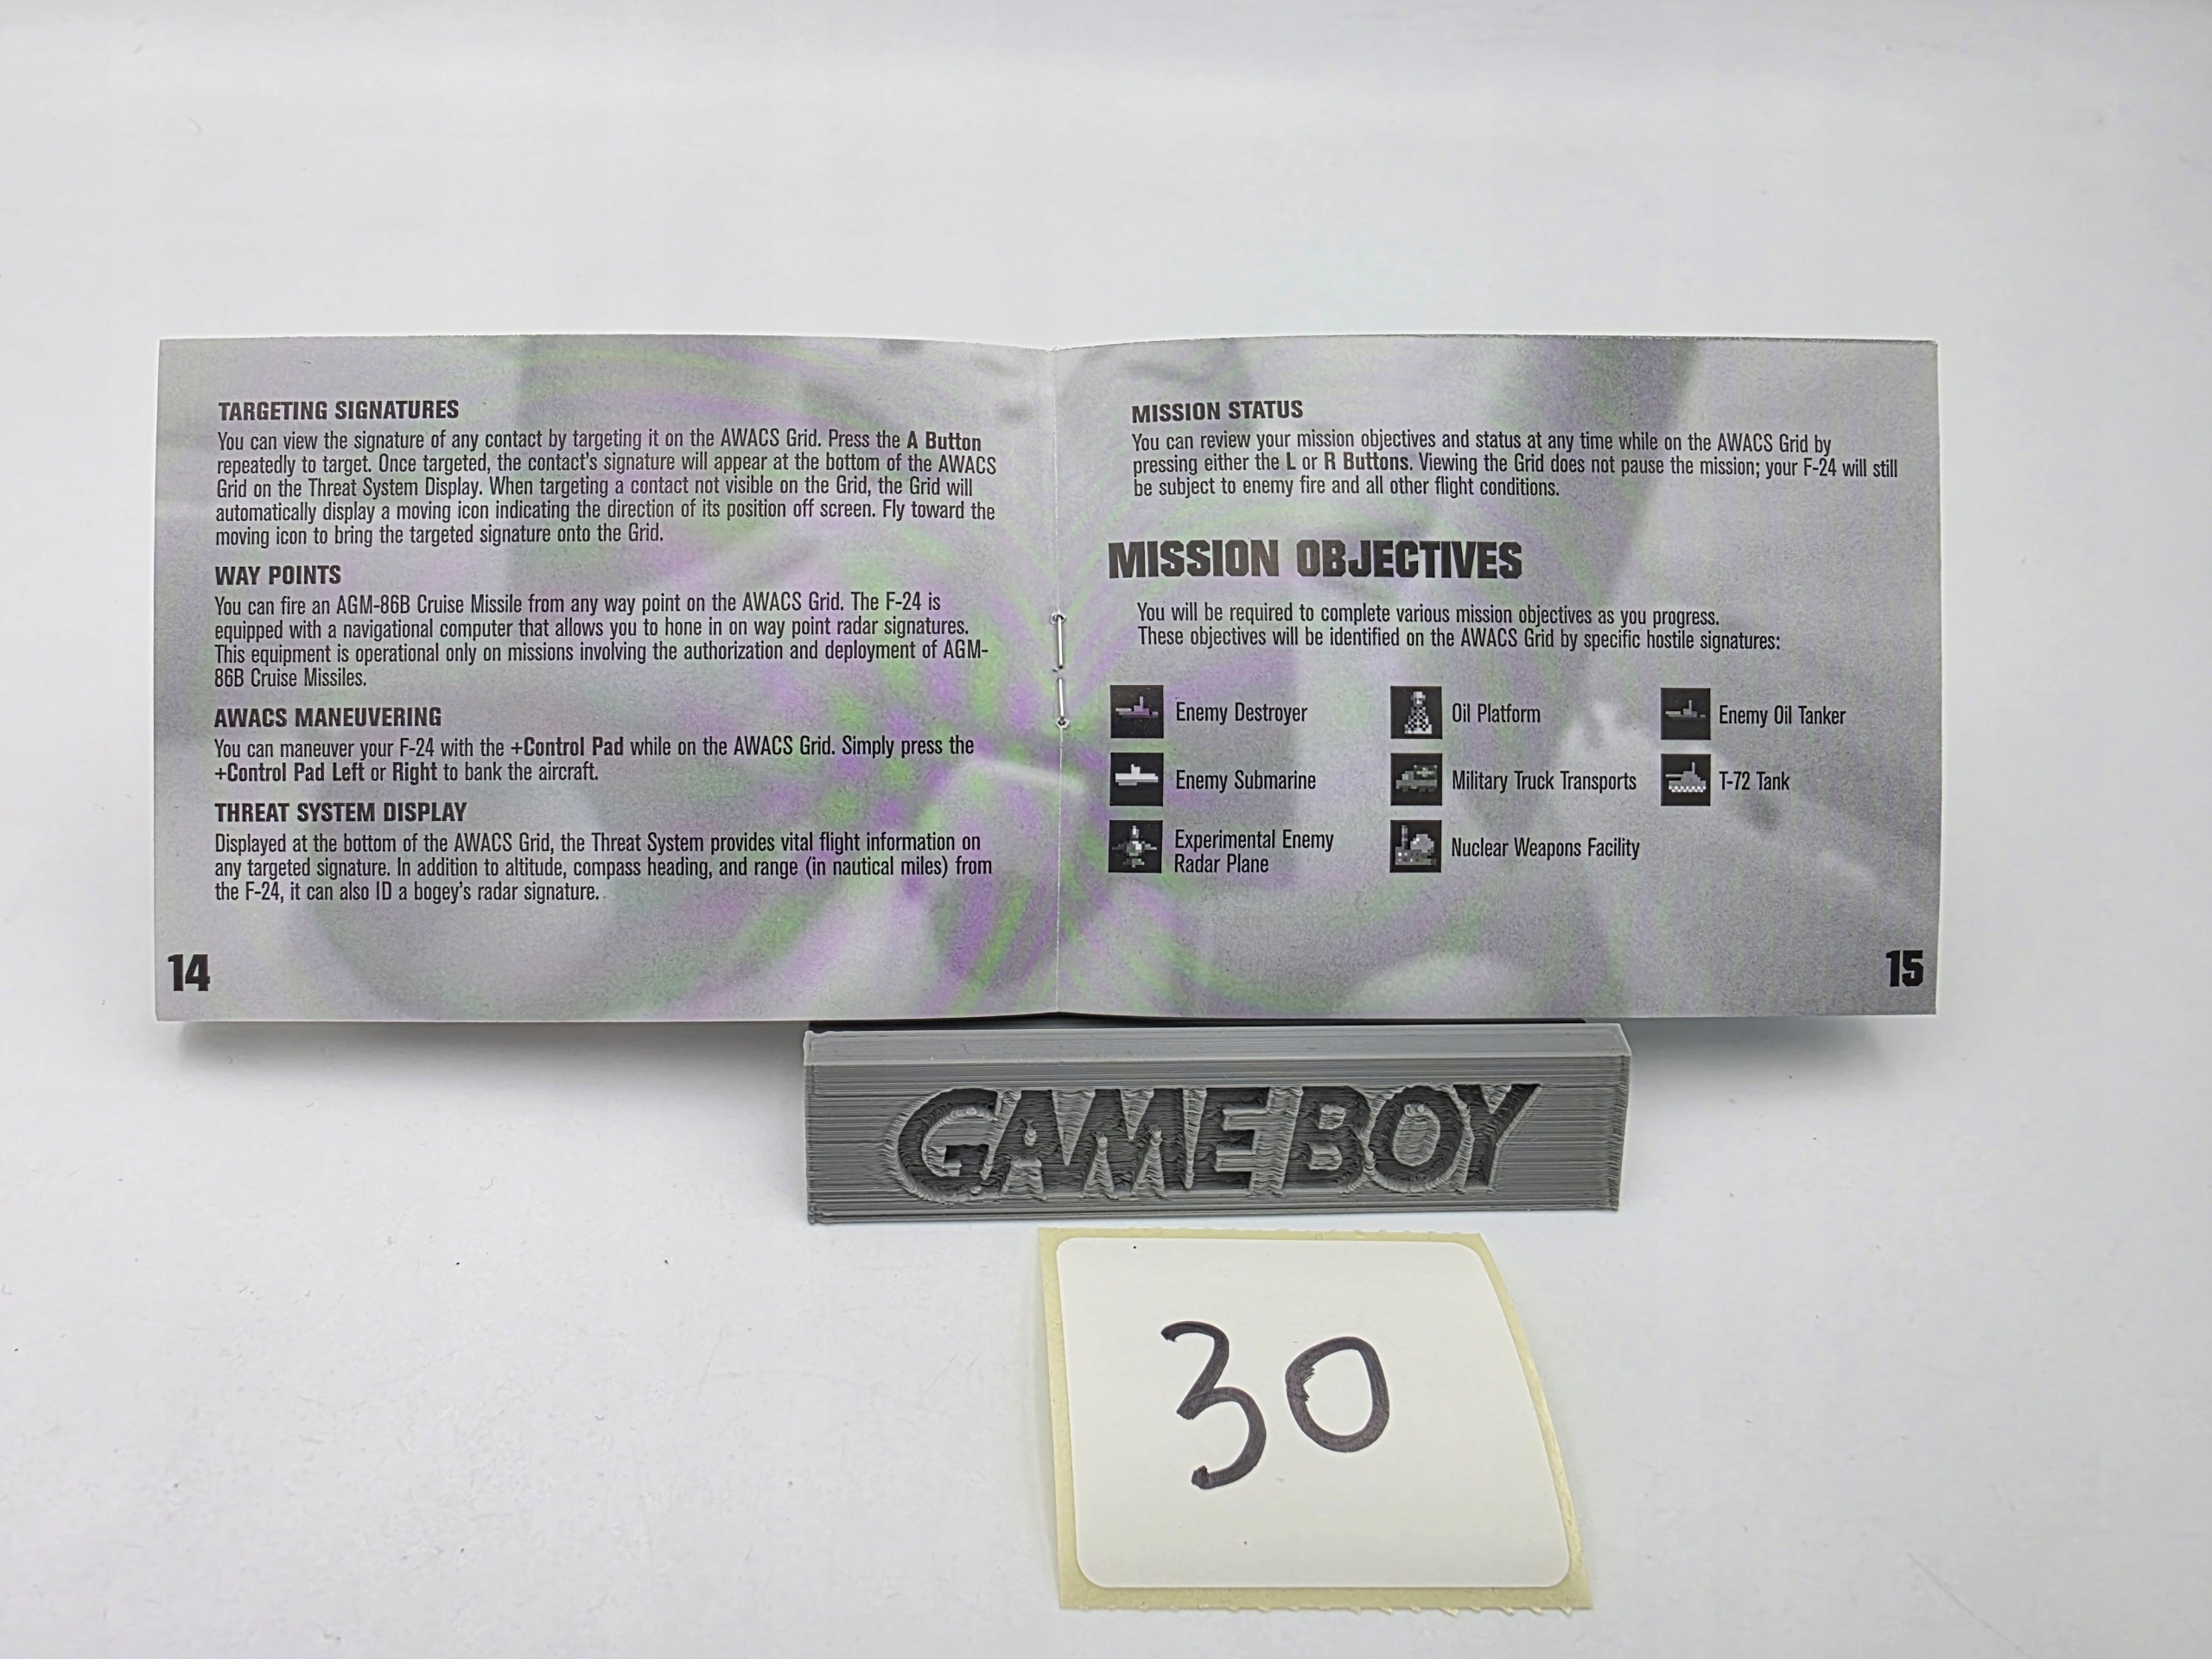 TARGETING SIGNATURES
You can view the signature of any contact by targeting it on the AWACS Grid. Press the A Button
repeatedly to target. Once targeted, the contact's signature will appear at the bottom of the AWACS
Grid on the Threat System Display. When targeting a contact not visible on the Grid, the Grid will
automatically display a moving icon indicating the direction of its position off screen. Fly toward the
moving icon to bring the targeted signature onto the Grid.
WAY POINTS
You can fire an AGM-86B Cruise Missile from any way point on the AWACS Grid. The F-24 is
equipped with a navigational computer that allows you to hone in on way point radar signatures.
This equipment is operational only on missions involving the authorization and deployment of AGM-
86B Cruise Missiles.
AWACS MANEUVERING
You can maneuver your F-24 with the +Control Pad while on the AWACS Grid. Simply press the
+Control Pad Left or Right to bank the aircraft.
THREAT SYSTEM DISPLAY
Displayed at the bottom of the AWACS Grid, the Threat System provides vital flight information on
any targeted signature. In addition to altitude, compass heading, and range (in nautical miles) from
the F-24, it can also ID a bogey's radar signature.
14
MISSION STATUS
You can review your mission objectives and status at any time while on the AWACS Grid by
pressing either the L or R Buttons. Viewing the Grid does not pause the mission; your F-24 will still
be subject to enemy fire and all other flight conditions.
MISSION OBJECTIVES
You will be required to complete various mission objectives as you progress.
These objectives will be identified on the AWACS Grid by specific hostile signatures:
Enemy Destroyer
Oil Platform
Enemy Oil Tanker
Enemy Submarine
Military Truck Transports
T-72 Tank
Experimental Enemy
Radar Plane
Nuclear Weapons Facility
15
GAME BOY
30